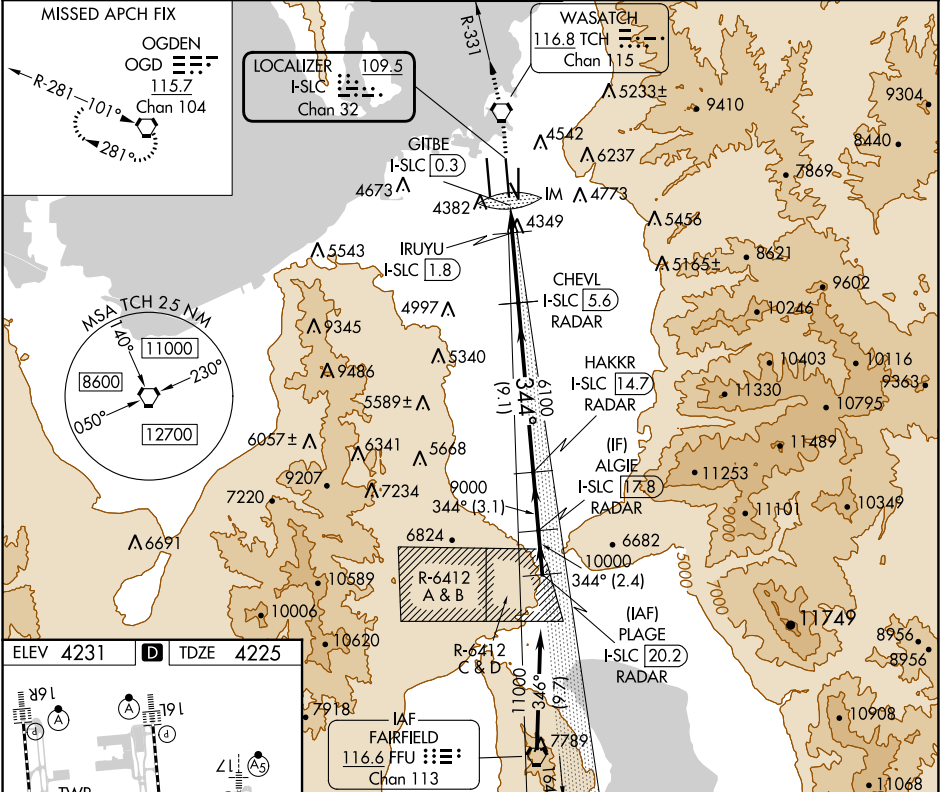 MISSED APCH FIX
OGDEN
OGD
115.7
Chan 104
R-281
101°
281°
LOCALIZER 109.5
I-SLC
Chan 32
R-331
WASATCH
116.8 TCH
Chan 115
5233±
9410
9304
8440
4542
6237
7869
GITBE
I-SLC 0.3
4673
4382
IM
4773
4349
5456
IRUYU
I-SLC 1.8
5543
5165±
8621
9602
CHEVL
I-SLC 5.6
RADAR
4997
10246
MSA TCH 25 NM
140°
11000
8600
230°
050°
12700
9345
9486
5340
5589±
(9.1)
344°
6100
HAKKR
I-SLC 14.7
RADAR
10403
10116
9363
11330
10795
6057±
6341
5668
(IF)
ALGIE
I-SLC 17.8
RADAR
11489
11253
9207
7234
7220
9000
344° (3.1)
11101
10349
9000
6691
6824
6682
10000
344° (2.4)
5000
R-6412
A & B
10589
10006
10620
R-6412
C & D
(IAF)
PLAGE
I-SLC 20.2
RADAR
11749
8956
8956
11000
346°
(9.7)
ELEV 4231 D TDZE 4225
16R
A
P
A
16L
P
17
A5
TWR
7918
IAF
FAIRFIELD
116.6 FFU
Chan 113
7789
10908
11068